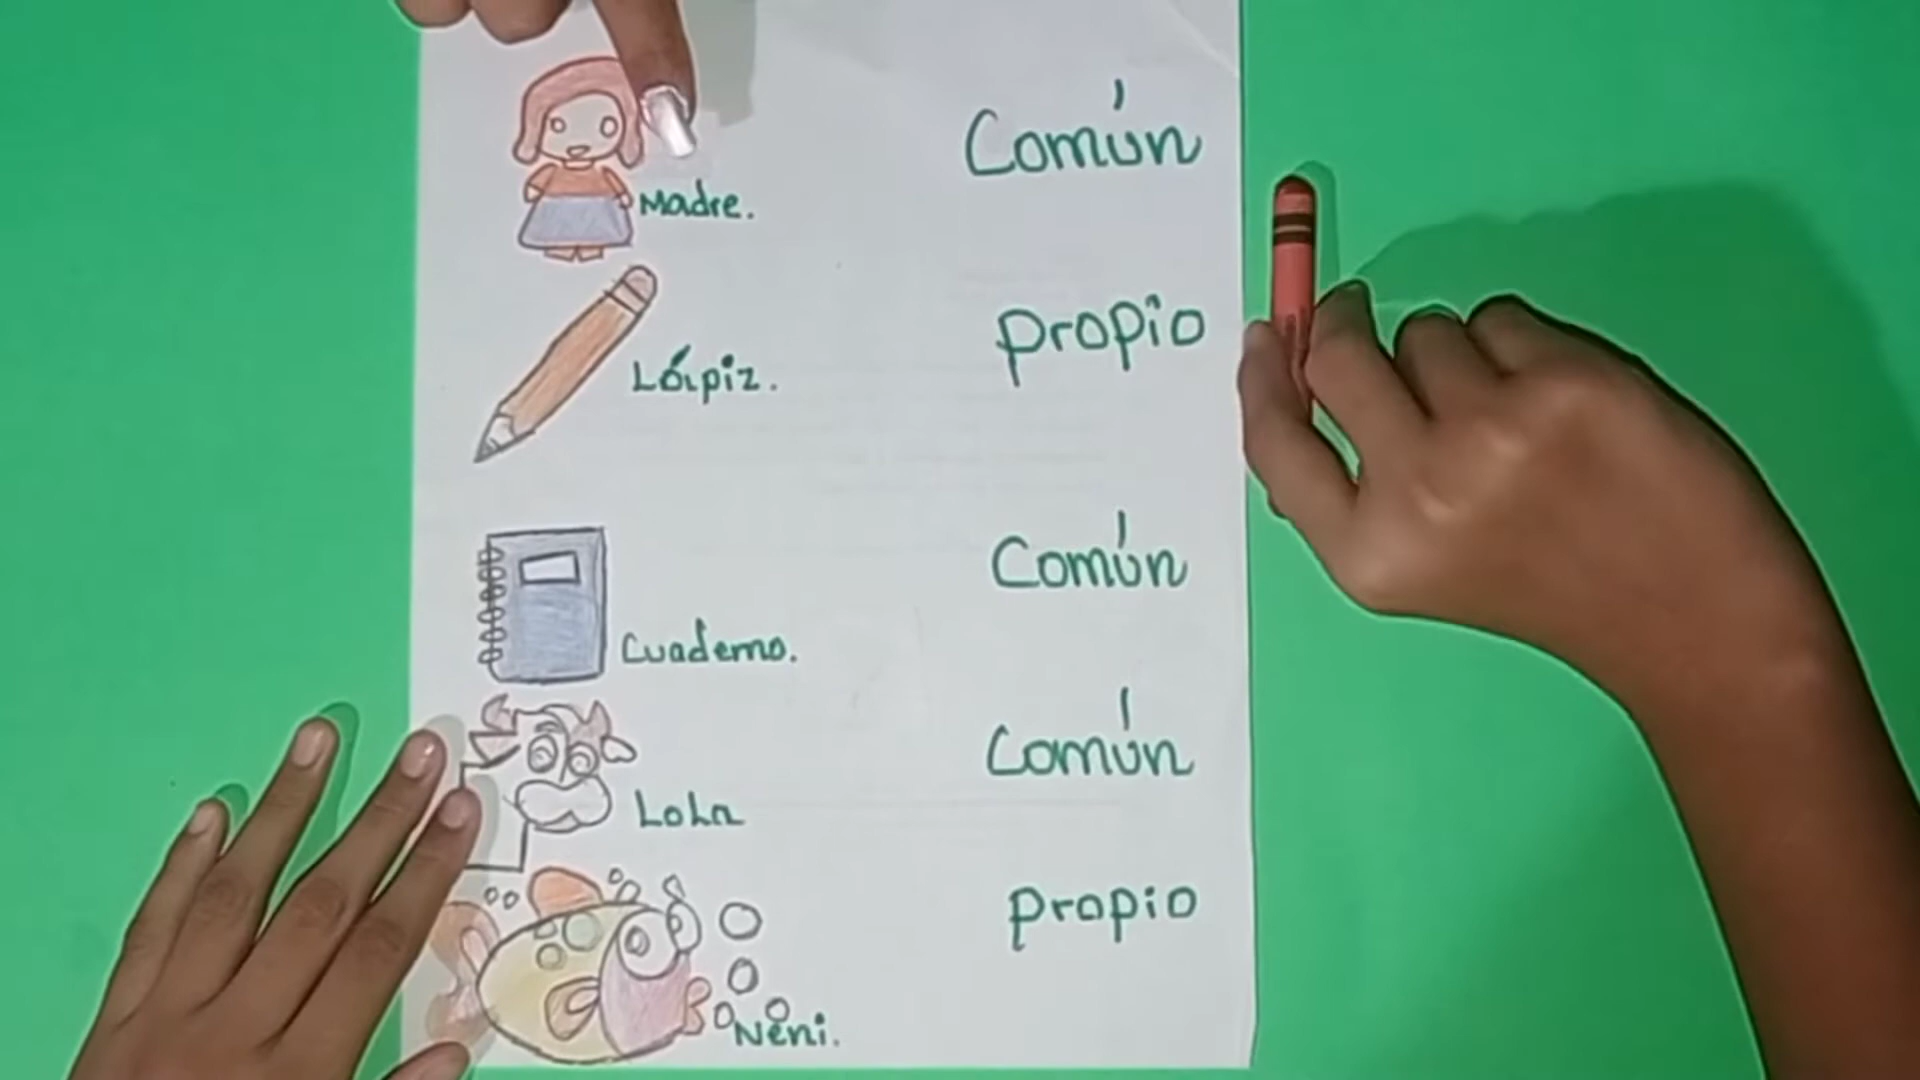 Común
Madre.
propio
Lápiz.
Común
Cuaderno.
Común
Lola
propio
Neni.